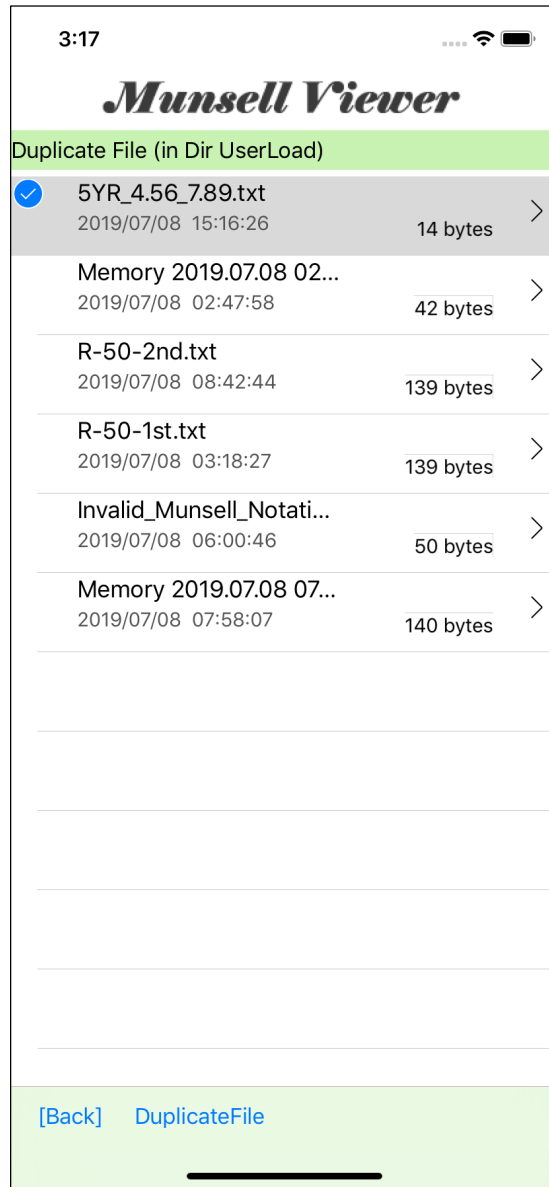 3:17
Munsell Viewer
Duplicate File (in Dir UserLoad)
5YR_4.56_7.89.txt
2019/07/08 15:16:26
14 bytes
Memory 2019.07.08 02...
2019/07/08 02:47:58
42 bytes
R-50-2nd.txt
2019/07/08 08:42:44
139 bytes
R-50-1st.txt
2019/07/08 03:18:27
139 bytes
Invalid_Munsell_Notati...
2019/07/08 06:00:46
50 bytes
Memory 2019.07.08 07...
2019/07/08 07:58:07
140 bytes
[Back] DuplicateFile